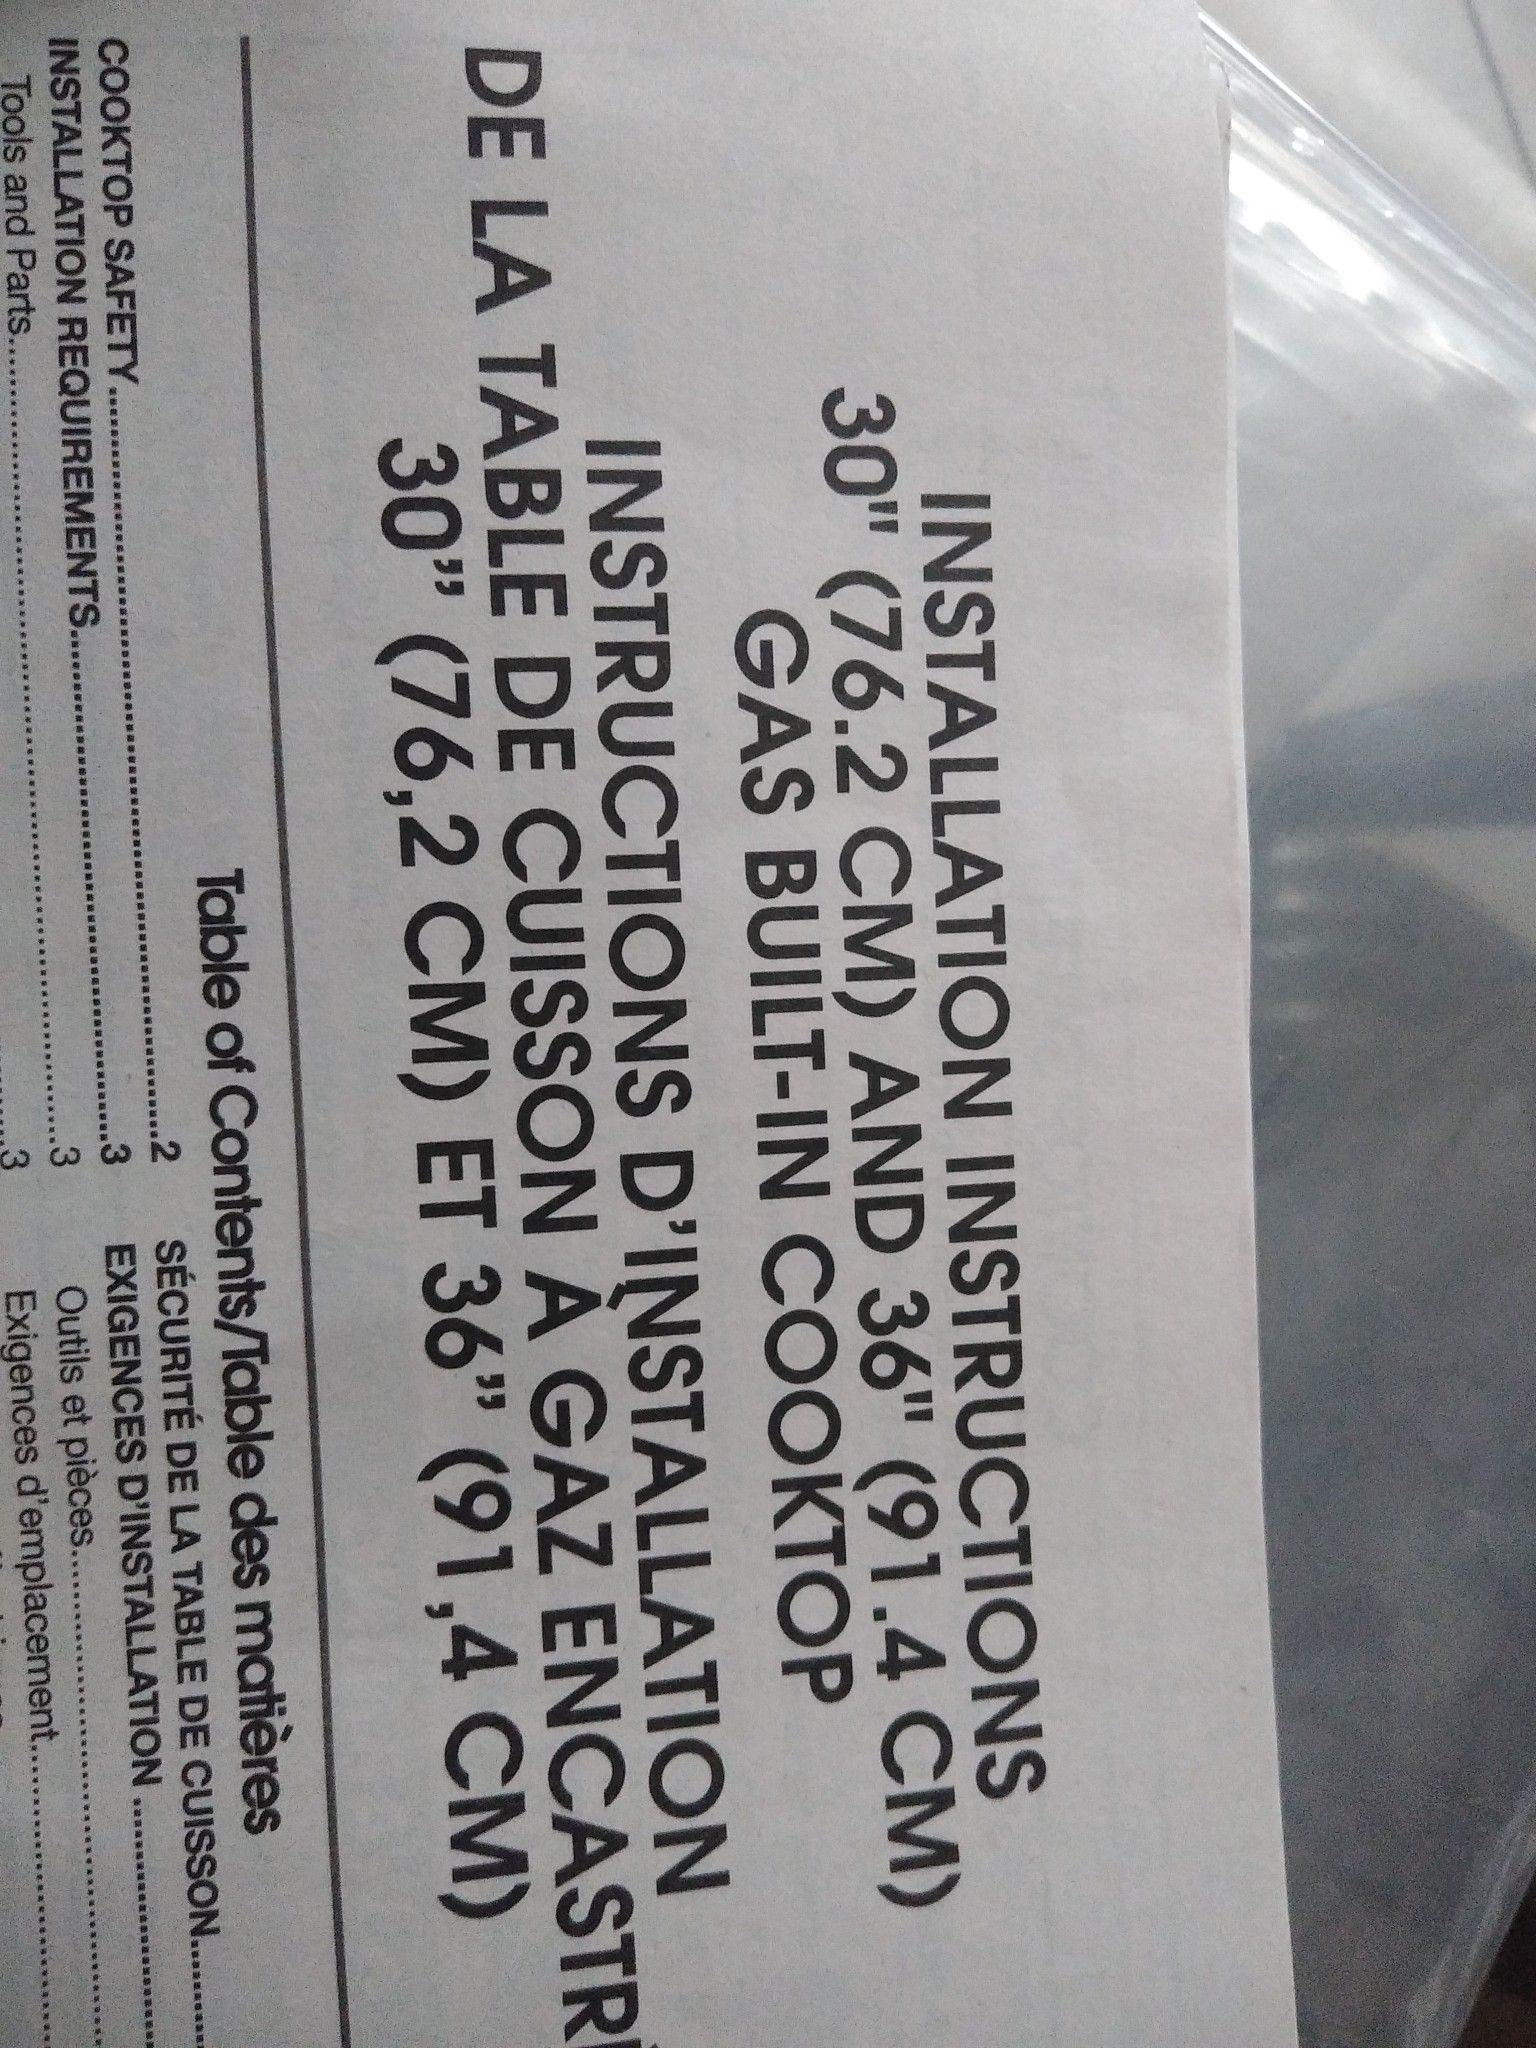 INSTALLATION INSTRUCTIONS
30" (76.2 CM) AND 36" (91.4 CM)
GAS BUILT-IN COOKTOP
INSTRUCTIONS D'INSTALLATION
DE LA TABLE DE CUISSON À GAZ
30” (76,2 CM) ET 36” (91,4 CM)
Table of Contents/Table des matières
COOKTOP SAFETY..........2
INSTALLATION REQUIREMENTS..........3
Tools and Parts..........3
3
SÉCURITÉ DE LA TABLE DE CUISSON..........
EXIGENCES D'INSTALLATION ..........
Outils et pièces..........
Exigences d’emplacement..........